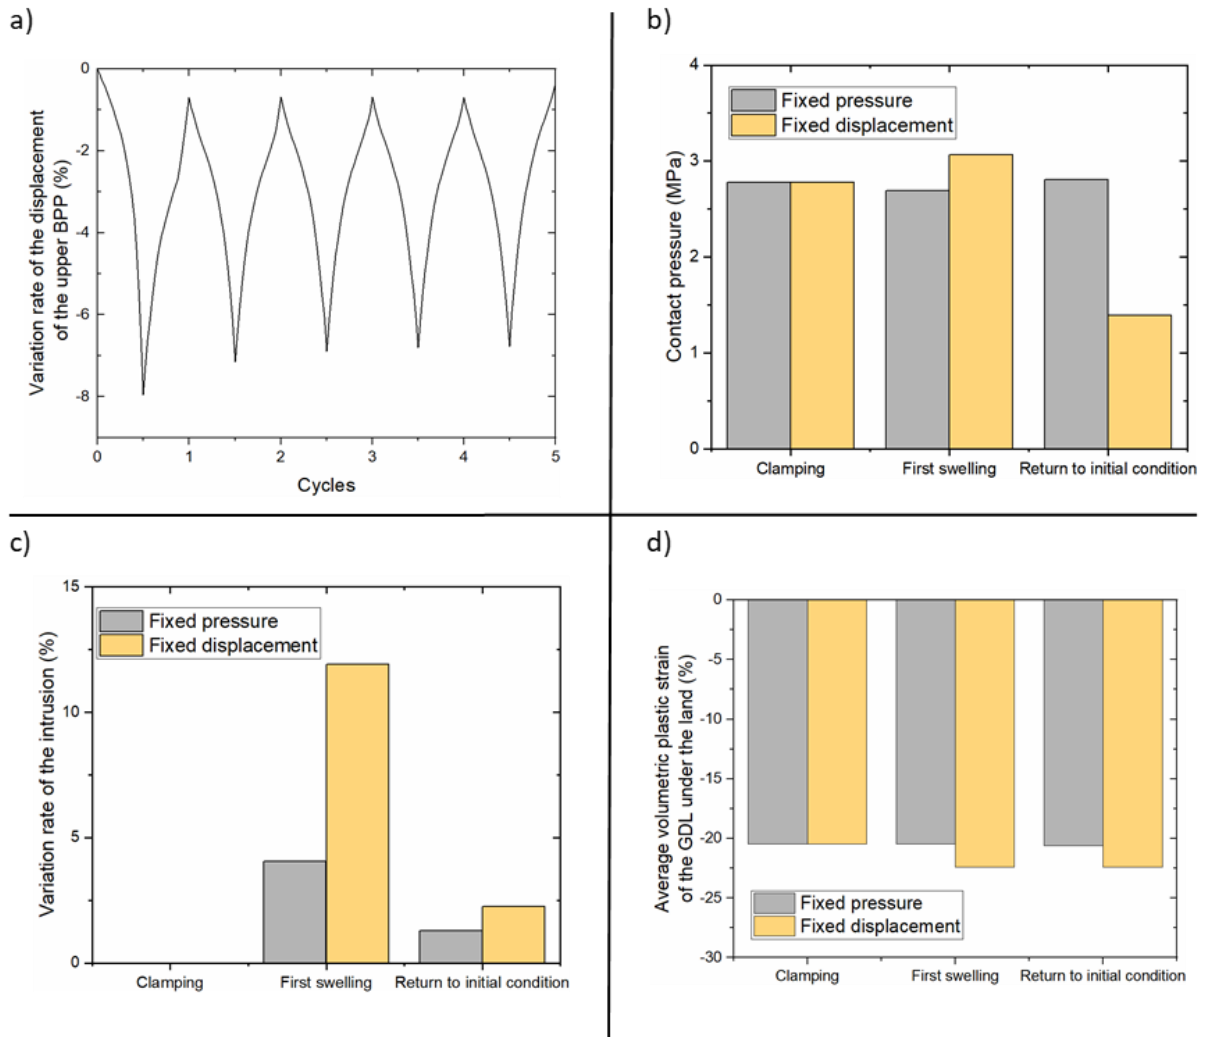 a)
0
-2
-4
-6
-8
Variation rate of the displacement
of the upper BPP (%)
0 1 2 3 4 5
Cycles
b)
4
3
2
1
0
Contact pressure (MPa)
Fixed pressure
Fixed displacement
Clamping First swelling Return to initial condition
c)
15
10
5
0
Variation rate of the intrusion (%)
Fixed pressure
Fixed displacement
Clamping First swelling Return to initial condition
d)
0
-5
-10
-15
-20
-25
-30
Average volumetric plastic strain
of the GDL under the land (%)
Fixed pressure
Fixed displacement
Clamping First swelling Return to initial condition